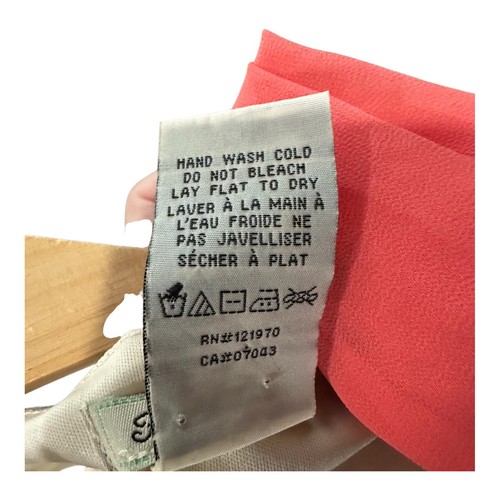 HAND WASH COLD
DO NOT BLEACH
LAY FLAT TO DRY
LAVER À LA MAIN À
L'EAU FROIDE NE
PAS JAVELLISER
SÉCHER À PLAT
RN#121970
CA#07043